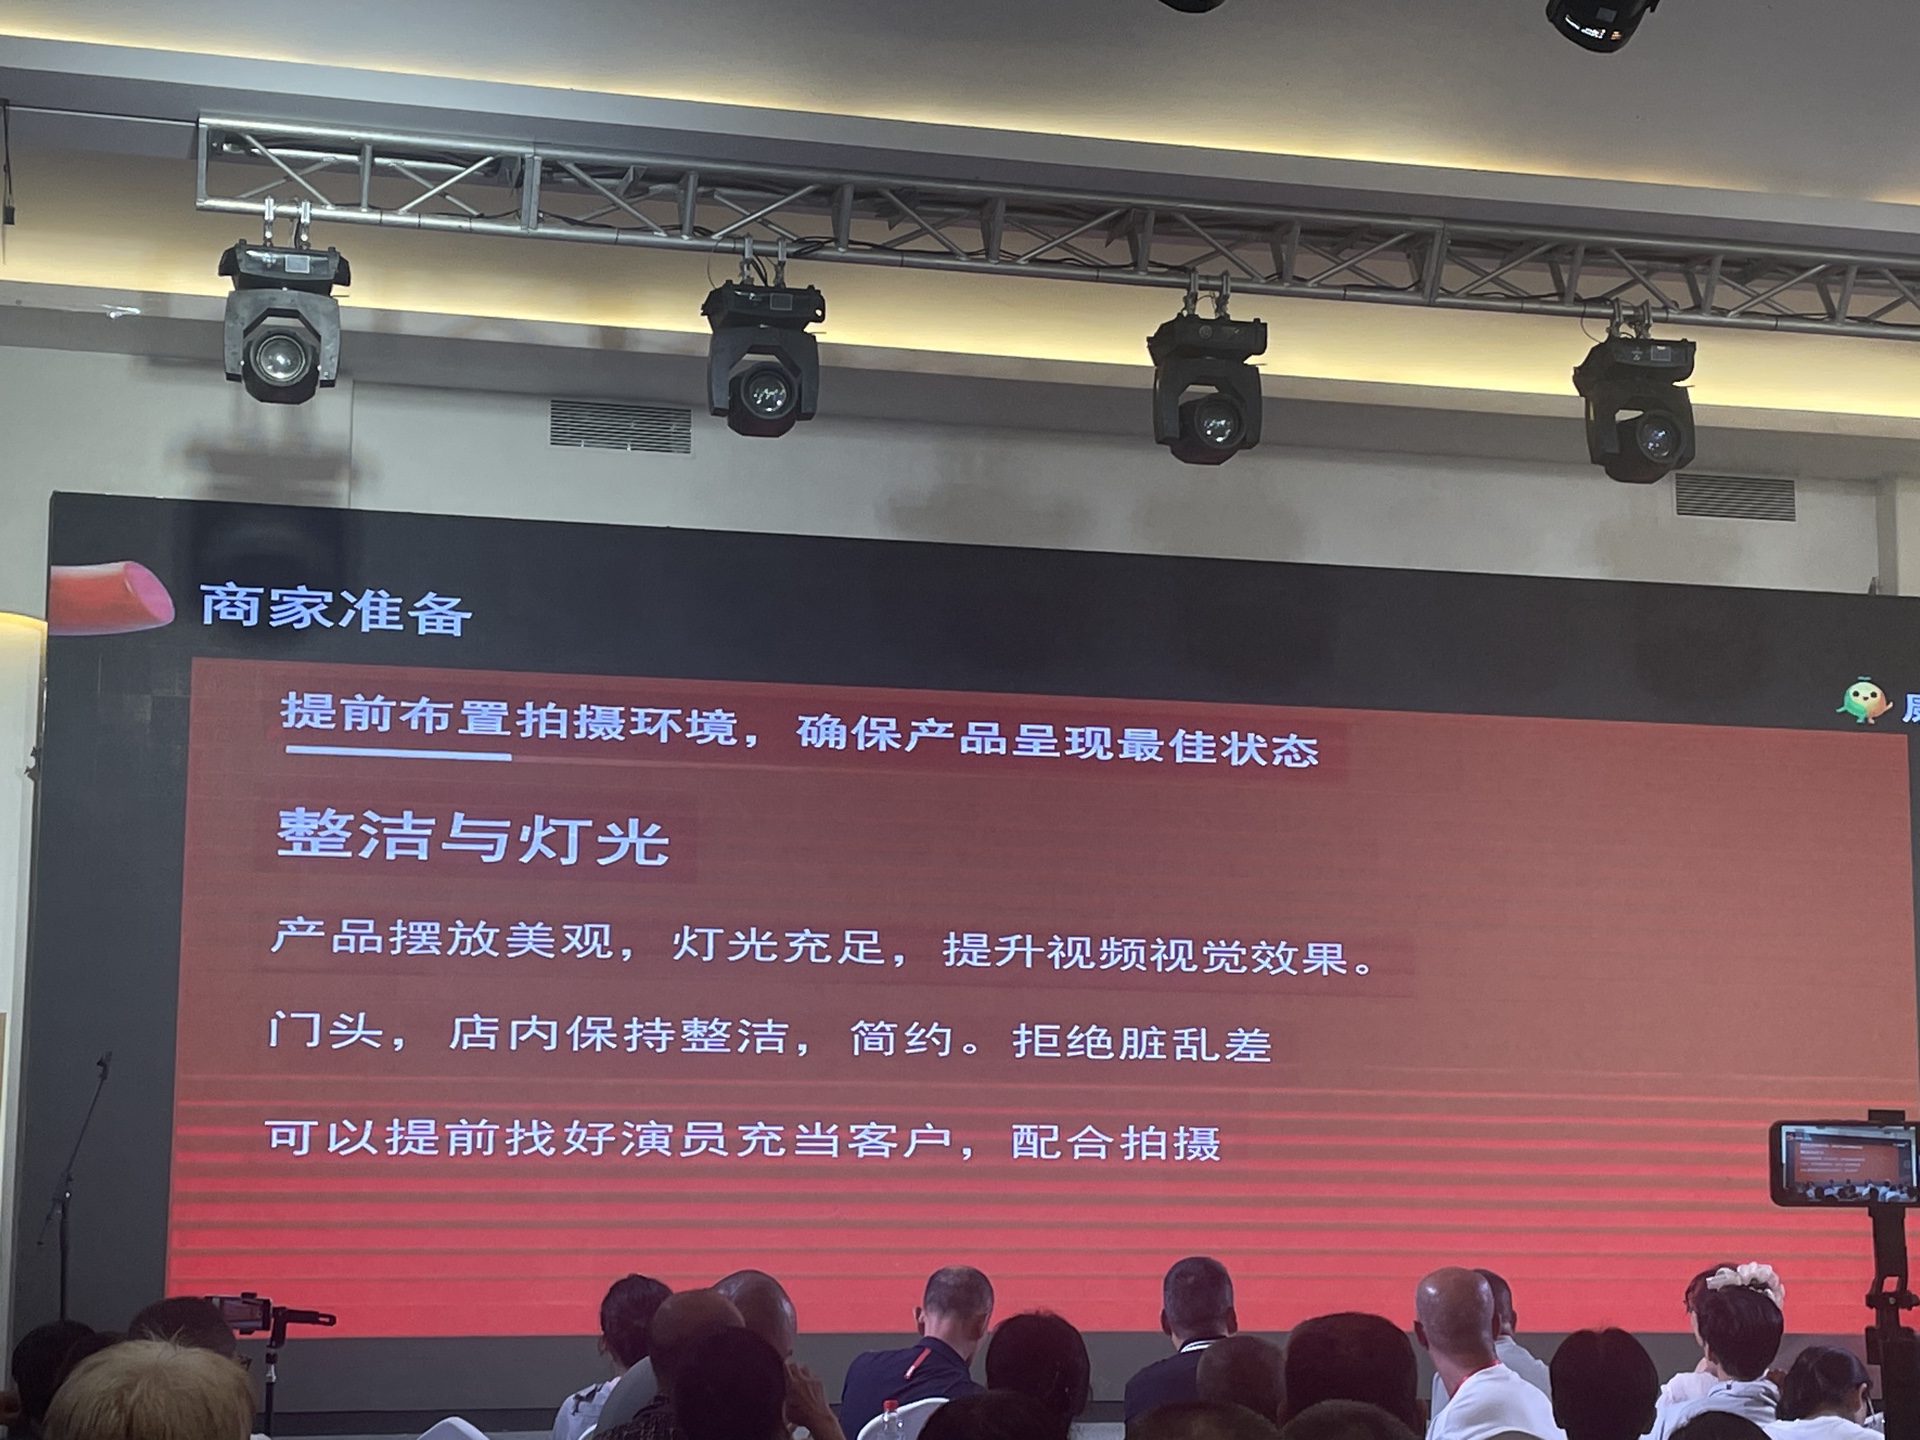 商家准备
提前布置拍摄环境，确保产品呈现最佳状态
整洁与灯光
产品摆放美观，灯光充足，提升视频视觉效果。
门头，店内保持整洁，简约。拒绝脏乱差
可以提前找好演员充当客户，配合拍摄